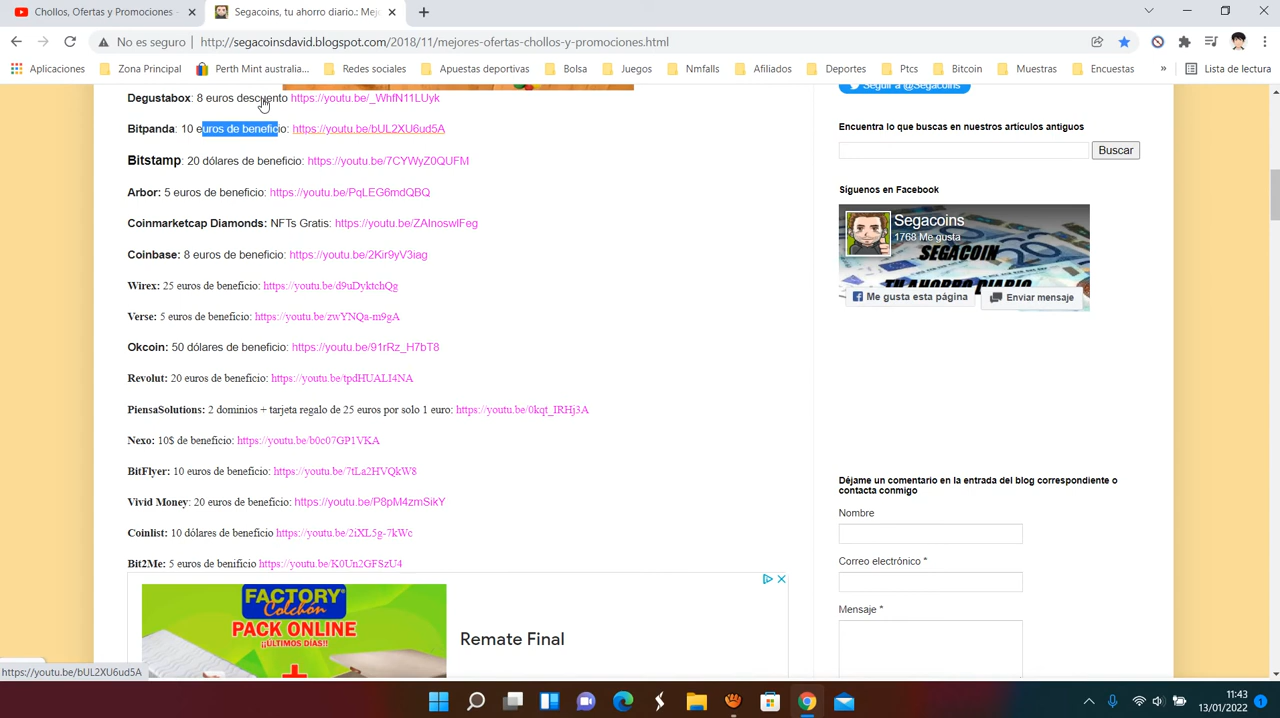 Chollos, Ofertas y Promociones -
Segacoins, tu ahorro diario.: Mej
No es seguro
http://segacoinsdavid.blogspot.com/2018/11/mejores-ofertas-chollos-y-promociones.html
Aplicaciones
Zona Principal
Perth Mint australia...
Redes sociales
Apuestas deportivas
Bolsa
Juegos
Nmfalls
Afiliados
Deportes
Ptcs
Bitcoin
Muestras
Encuestas
»
Lista de lectura
Degustabox: 8 euros descuento https://youtu.be/_WhfN11LUyk
Bitpanda: 10 euros de beneficio: https://youtu.be/bUL2XU6ud5A
Bitstamp: 20 dólares de beneficio: https://youtu.be/7CYWyZ0QUFM
Arbor: 5 euros de beneficio: https://youtu.be/PqLEG6mdQBQ
Coinmarketcap Diamonds: NFTs Gratis: https://youtu.be/ZAInoswlFeg
Coinbase: 8 euros de beneficio: https://youtu.be/2Kir9yV3iag
Wirex: 25 euros de beneficio: https://youtu.be/d9uDyktchQg
Verse: 5 euros de beneficio: https://youtu.be/zwYNQa-m9gA
Okcoin: 50 dólares de beneficio: https://youtu.be/91rRz_H7bT8
Revolut: 20 euros de beneficio: https://youtu.be/tpdHUALI4NA
PiensaSolutions: 2 dominios + tarjeta regalo de 25 euros por solo 1 euro: https://youtu.be/0kqt_IRHj3A
Nexo: 10$ de beneficio: https://youtu.be/b0c07GP1VKA
BitFlyer: 10 euros de beneficio: https://youtu.be/7tLa2HVQkW8
Vivid Money: 20 euros de beneficio: https://youtu.be/P8pM4zmSikY
Coinlist: 10 dólares de beneficio https://youtu.be/2iXL5g-7kWc
Bit2Me: 5 euros de benificio https://youtu.be/K0Un2GFSzU4
FACTORY
Colchón
PACK ONLINE
¡¡ULTIMOS DÍAS!!
+
Remate Final
Seguir a @Segacoins
Encuentra lo que buscas en nuestros artículos antiguos
Buscar
Síguenos en Facebook
Segacoins
1768 Me gusta
SEGACOIN
TU AHORRO DIARIO
Me gusta esta página
Enviar mensaje
Déjame un comentario en la entrada del blog correspondiente o
contacta conmigo
Nombre
Correo electrónico *
Mensaje *
https://youtu.be/bUL2XU6ud5A
11:43
13/01/2022
1